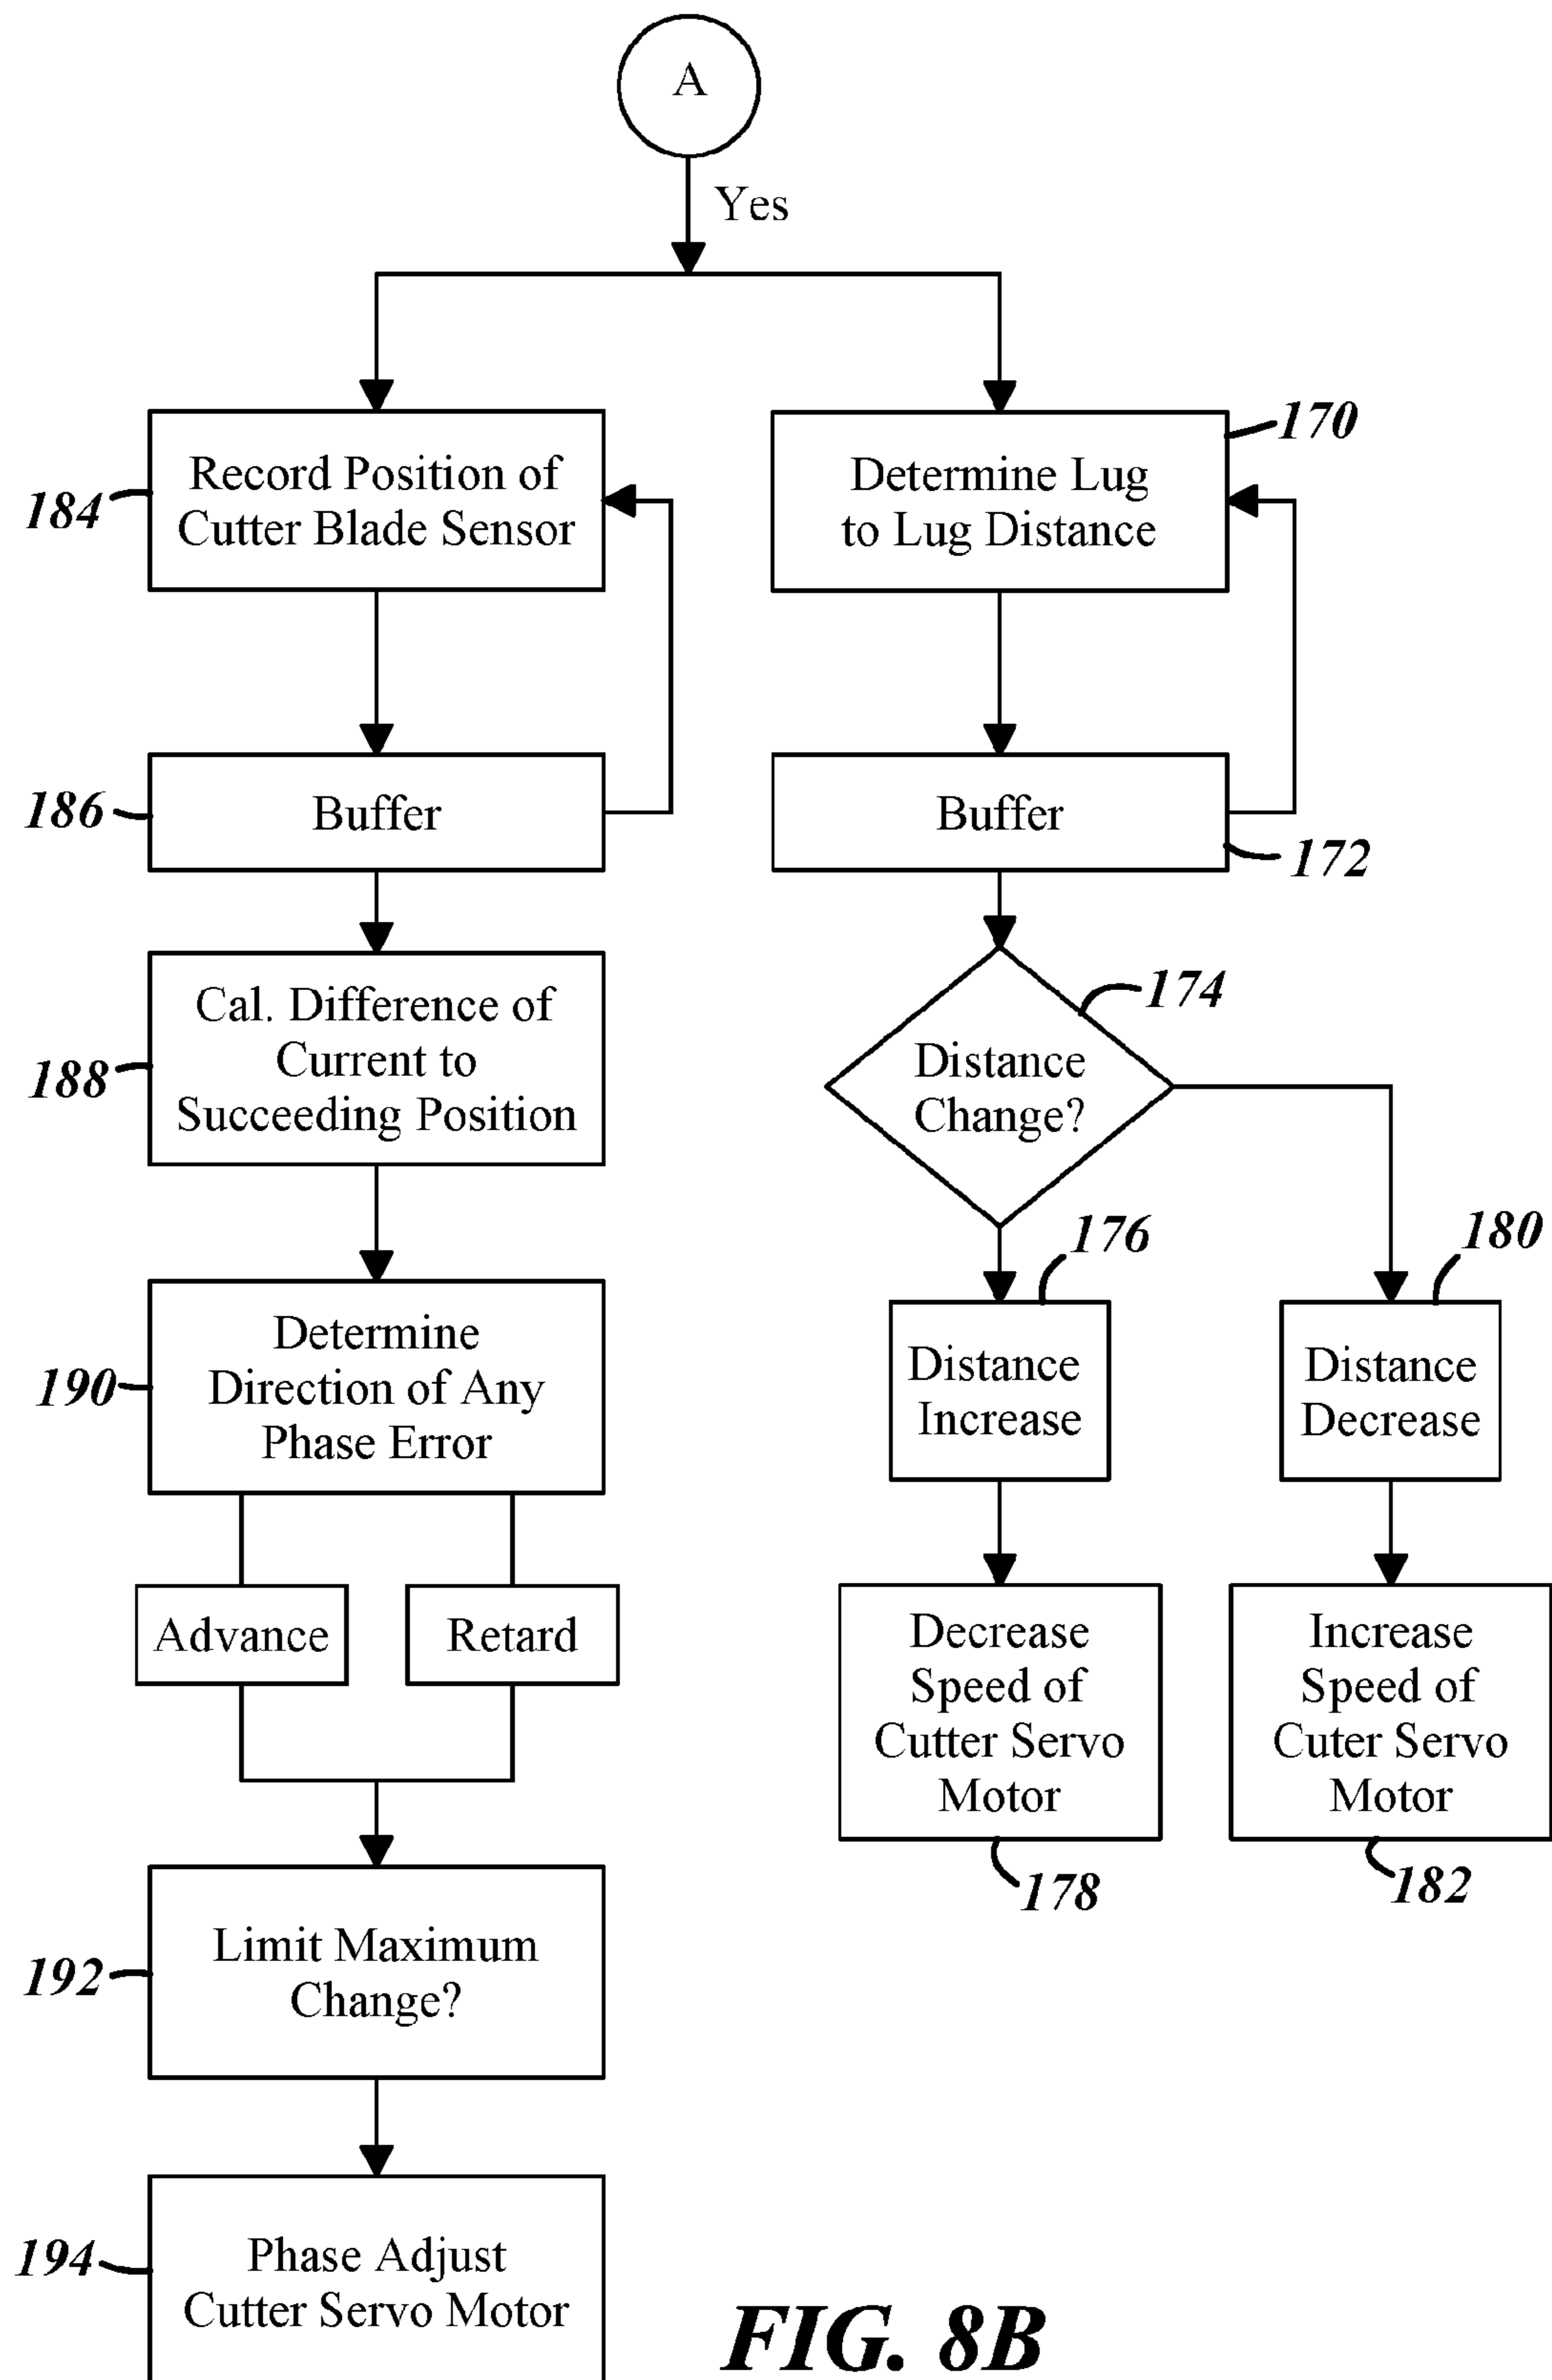 A
Yes
184
Record Position of
Cutter Blade Sensor
186
Buffer
188
Cal. Difference of
Current to
Succeeding Position
190
Determine
Direction of Any
Phase Error
Advance
Retard
192
Limit Maximum
Change?
194
Phase Adjust
Cutter Servo Motor
170
Determine Lug
to Lug Distance
Buffer
172
174
Distance
Change?
176
Distance
Increase
Decrease
Speed of
Cutter Servo
Motor
178
180
Distance
Decrease
Increase
Speed of
Cuter Servo
Motor
182
FIG. 8B